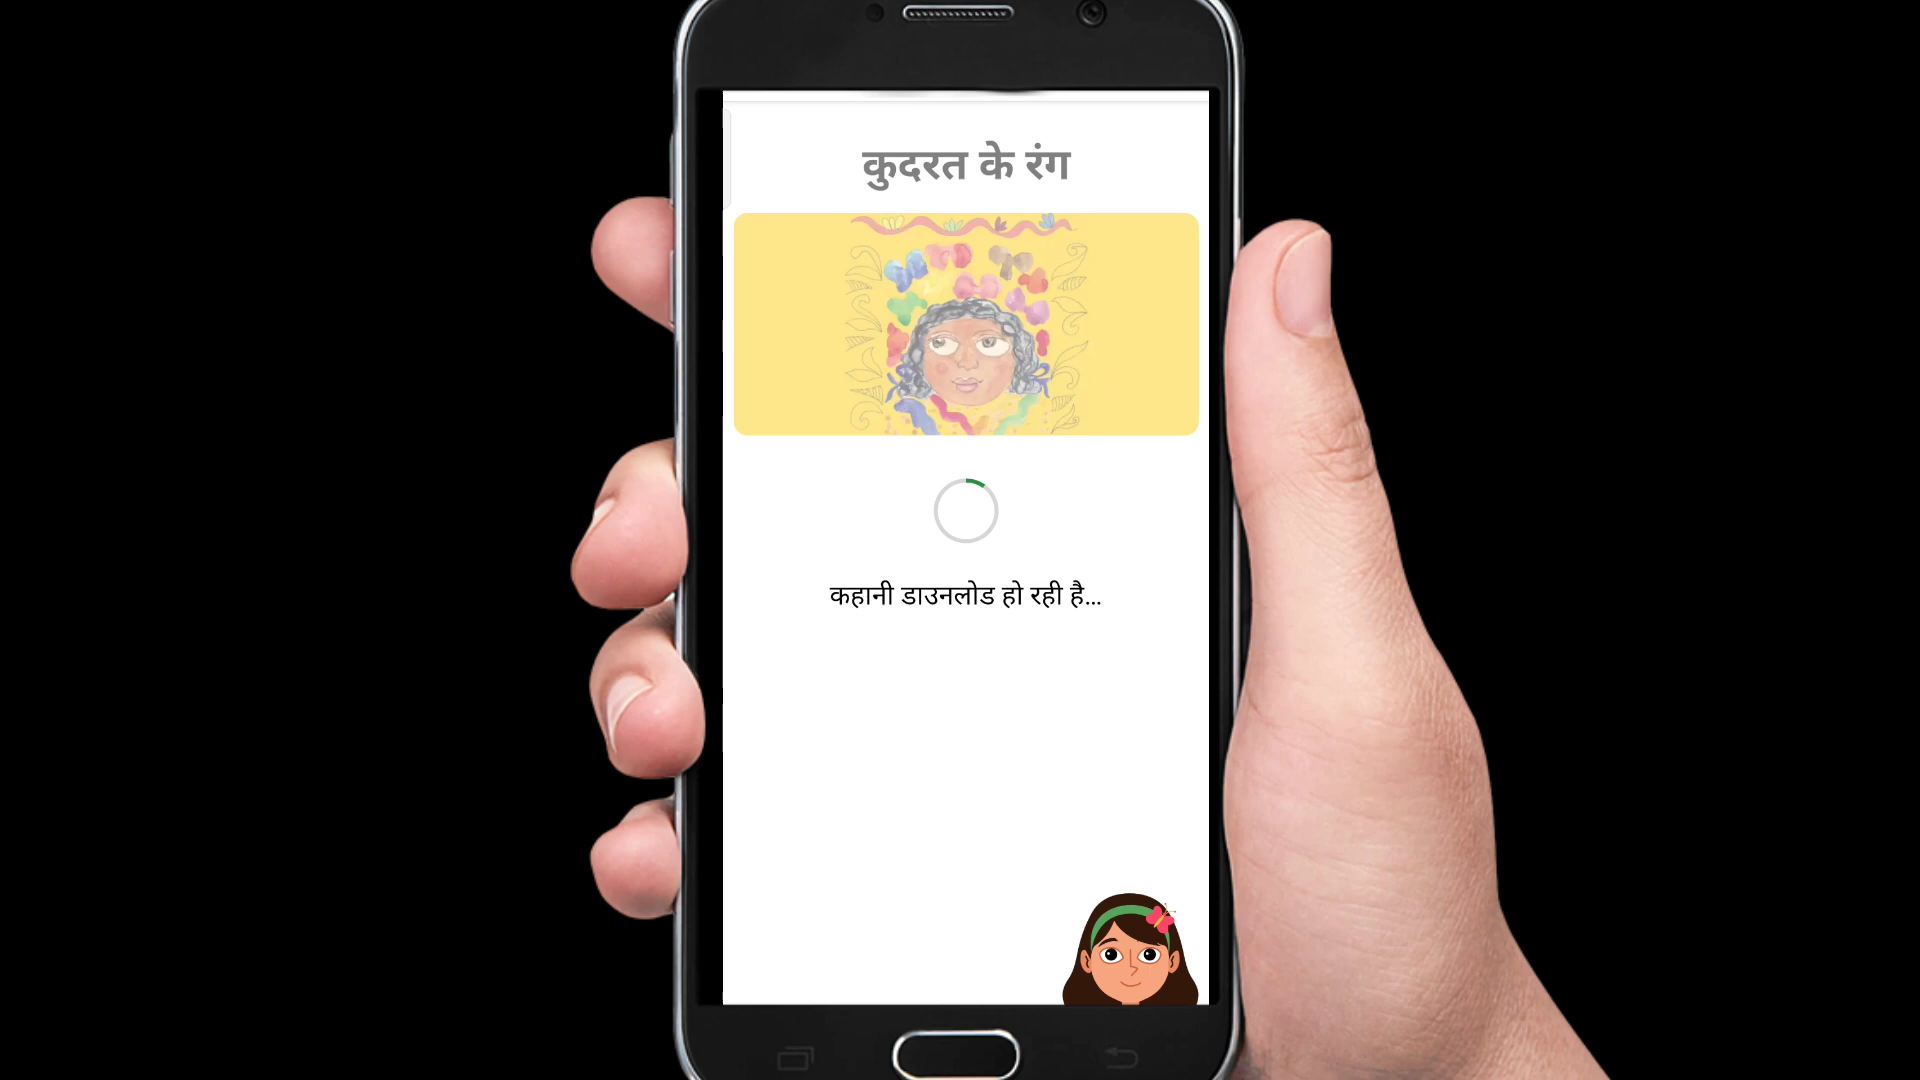 कुदरत के रंग
कहानी डाउनलोड हो रही है...